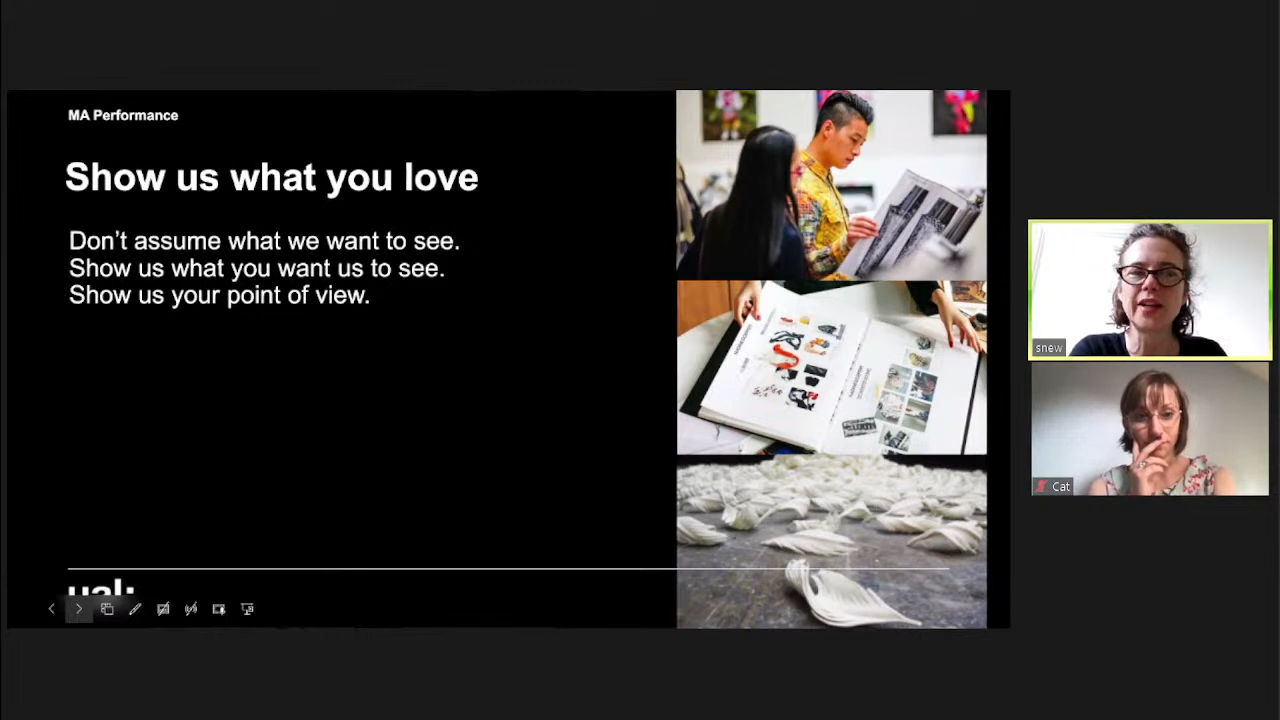 MA Performance
Show us what you love
Don’t assume what we want to see.
Show us what you want us to see.
Show us your point of view.
ual:
snew
Cat